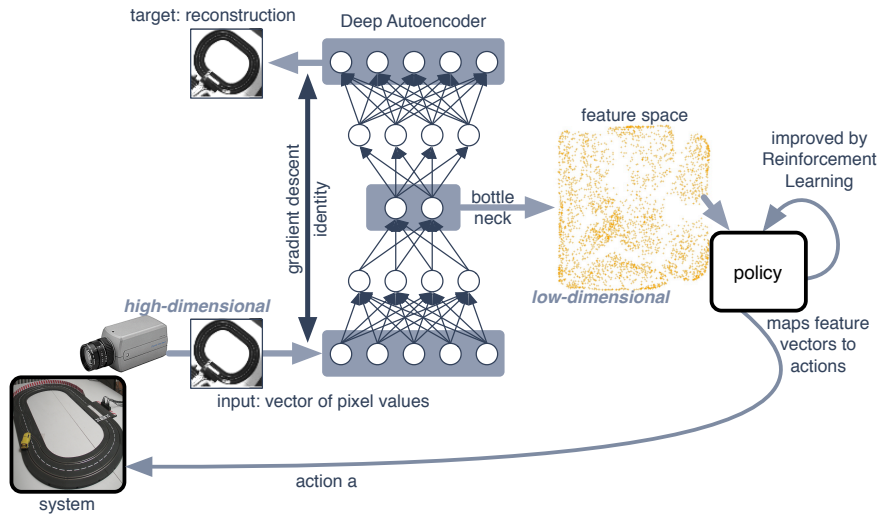 target: reconstruction
Deep Autoencoder
gradient descent
identity
bottle
neck
feature space
low-dimensional
improved by
Reinforcement
Learning
policy
maps feature
vectors to
actions
high-dimensional
input: vector of pixel values
action a
system